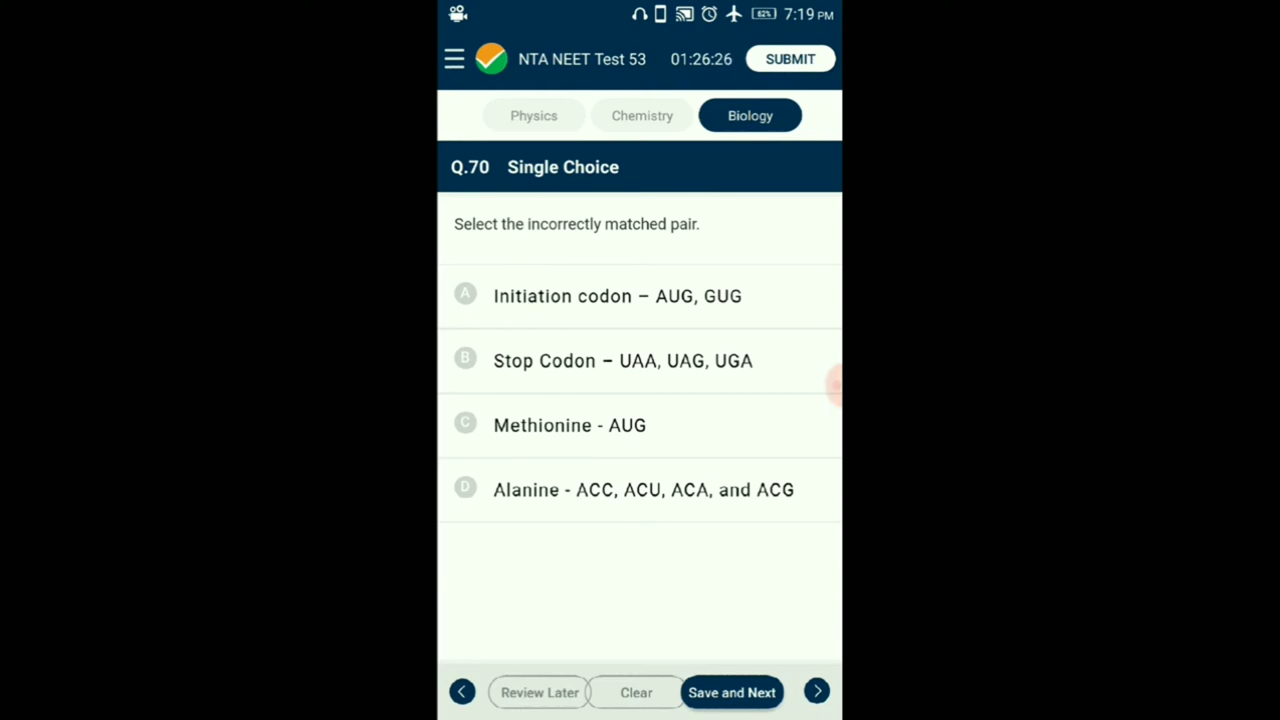 62% 7:19 PM
NTA NEET Test 53 01:26:26 SUBMIT
Physics Chemistry Biology
Q.70 Single Choice
Select the incorrectly matched pair.
A Initiation codon – AUG, GUG
B Stop Codon – UAA, UAG, UGA
C Methionine - AUG
D Alanine - ACC, ACU, ACA, and ACG
Review Later Clear Save and Next